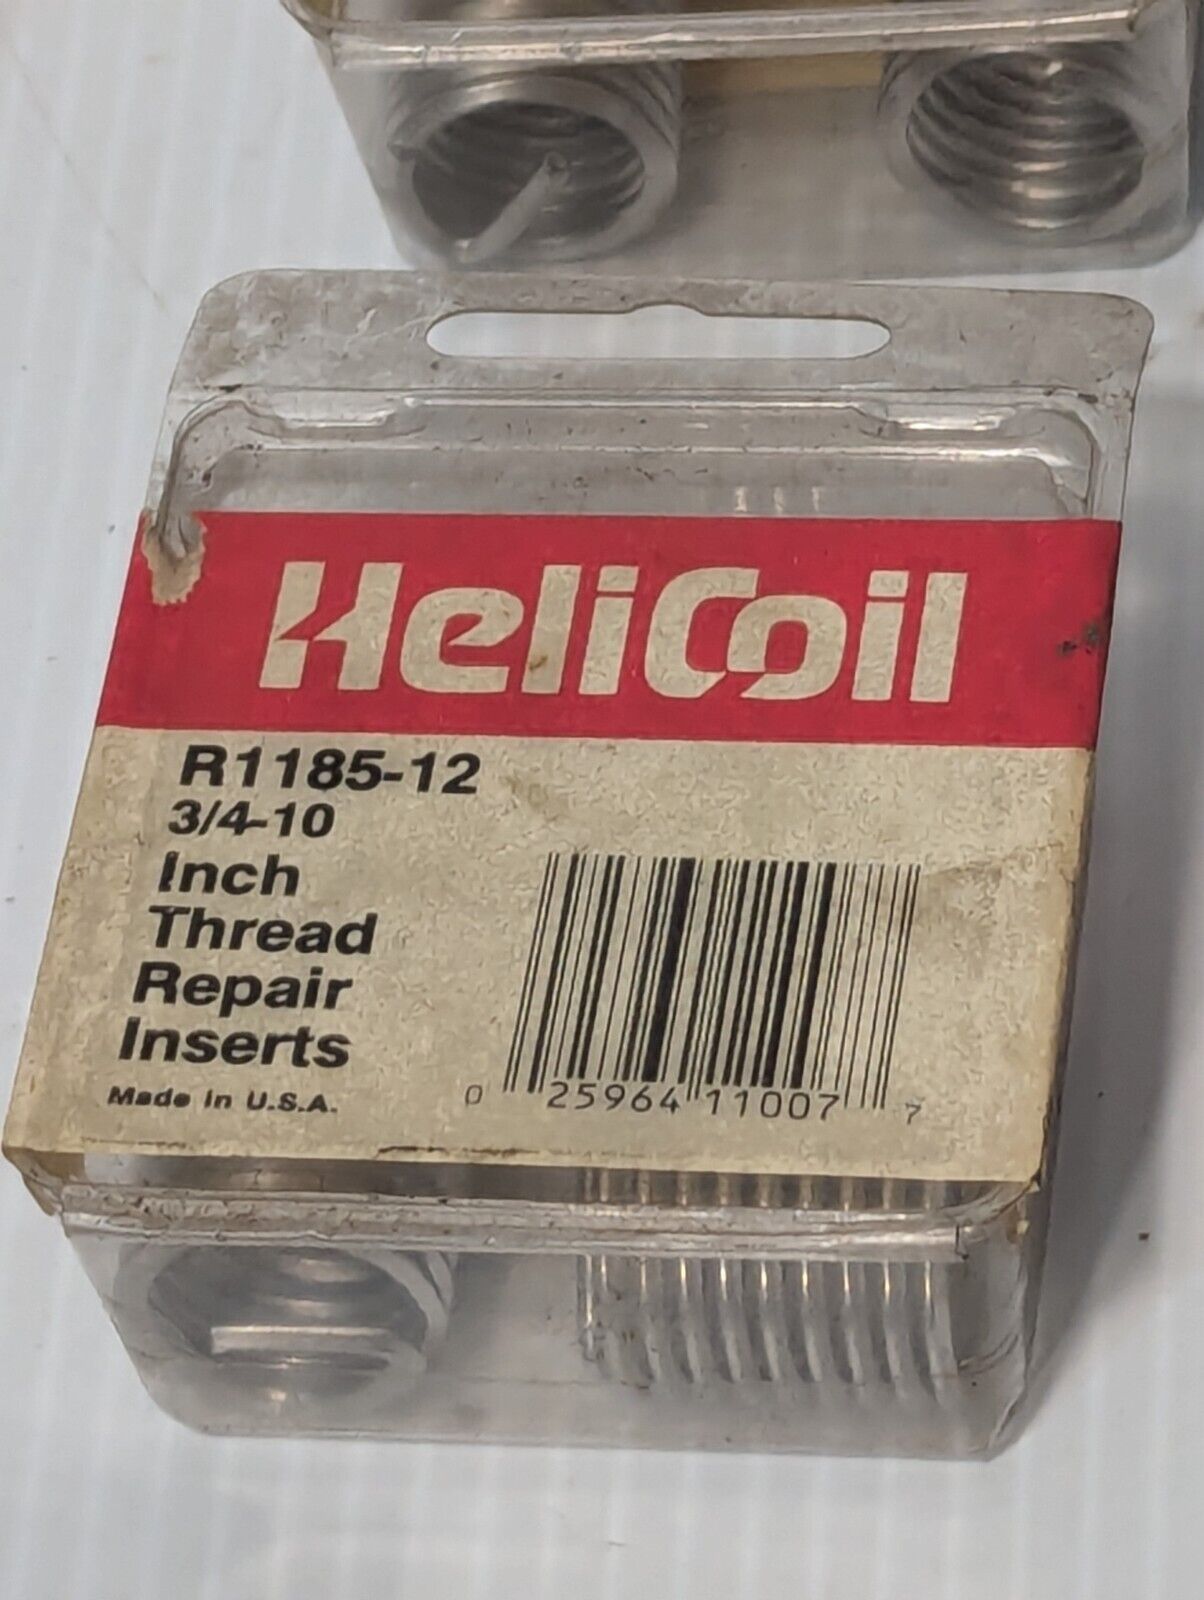 HeliCoil
R1185-12
3/4-10
Inch
Thread
Repair
Inserts
Made in U.S.A.
0 25964 11007 7